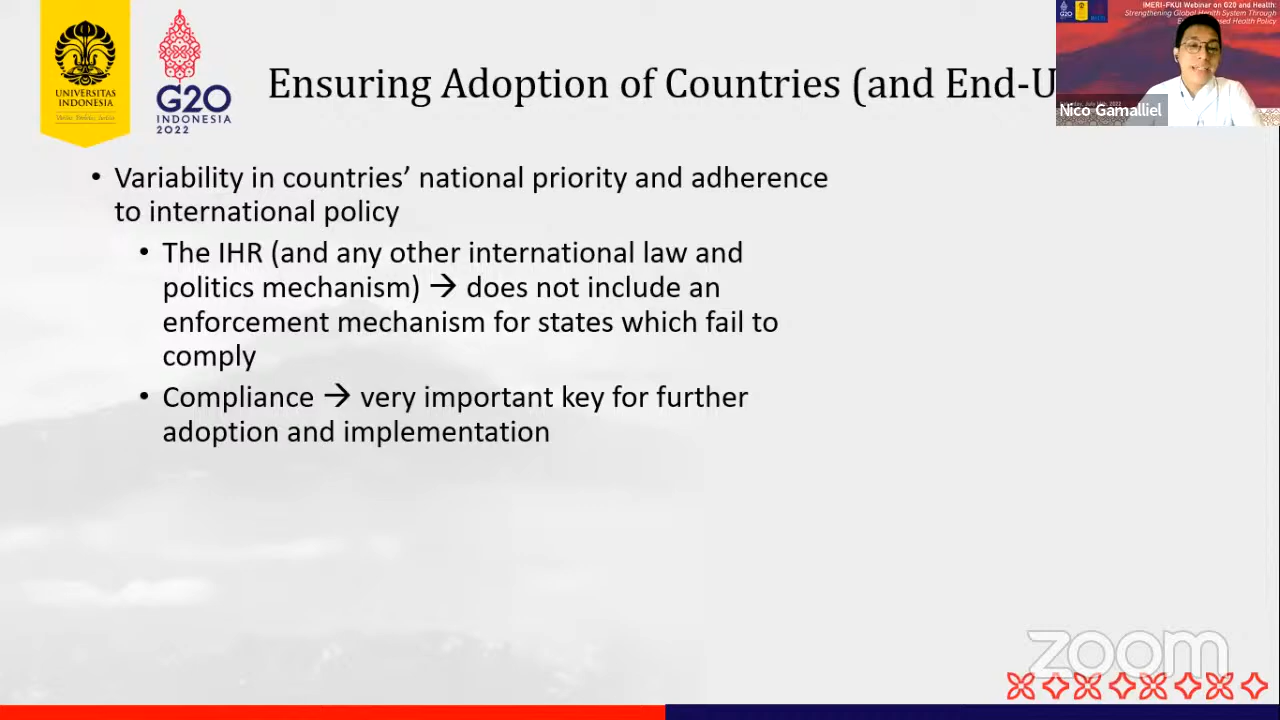 UNIVERSITAS
INDONESIA
Veritas, Probitas, Iustitia
G20
INDONESIA
2022
Ensuring Adoption of Countries (and End-U
IMERI-FKUI Webinar on G20 and Health:
Strengthening Global Health System Through
Health Policy
Nico Gamalliel
• Variability in countries’ national priority and adherence
to international policy
• The IHR (and any other international law and
politics mechanism) → does not include an
enforcement mechanism for states which fail to
comply
• Compliance → very important key for further
adoption and implementation
zoom